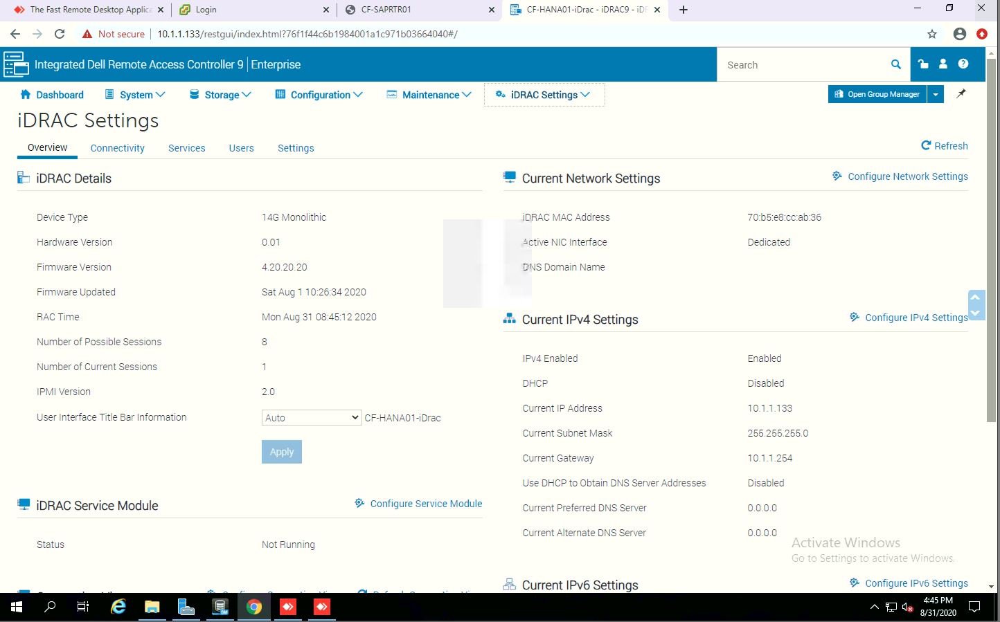 The Fast Remote Desktop Applica
Login
CF-SAPRTR01
CF-HANA01-iDrac - iDRAC9 - iDF
Not secure
10.1.1.133/restgui/index.html?76f1f44c6b1984001a1c971b03664040#/
Integrated Dell Remote Access Controller 9 | Enterprise
Search
Dashboard
System
Storage
Configuration
Maintenance
iDRAC Settings
Open Group Manager
iDRAC Settings
Overview
Connectivity
Services
Users
Settings
Refresh
iDRAC Details
Device Type 14G Monolithic
Hardware Version 0.01
Firmware Version 4.20.20.20
Firmware Updated Sat Aug 1 10:26:34 2020
RAC Time Mon Aug 31 08:45:12 2020
Number of Possible Sessions 8
Number of Current Sessions 1
IPMI Version 2.0
User Interface Title Bar Information Auto CF-HANA01-iDrac
Apply
iDRAC Service Module
Configure Service Module
Status Not Running
Current Network Settings
Configure Network Settings
iDRAC MAC Address 70:b5:e8:cc:ab:36
Active NIC Interface Dedicated
DNS Domain Name
Current IPv4 Settings
Configure IPv4 Settings
IPv4 Enabled Enabled
DHCP Disabled
Current IP Address 10.1.1.133
Current Subnet Mask 255.255.255.0
Current Gateway 10.1.1.254
Use DHCP to Obtain DNS Server Addresses Disabled
Current Preferred DNS Server 0.0.0.0
Current Alternate DNS Server 0.0.0.0
Activate Windows
Go to Settings to activate Windows.
Current IPv6 Settings
Configure IPv6 Settings
4:45 PM
8/31/2020